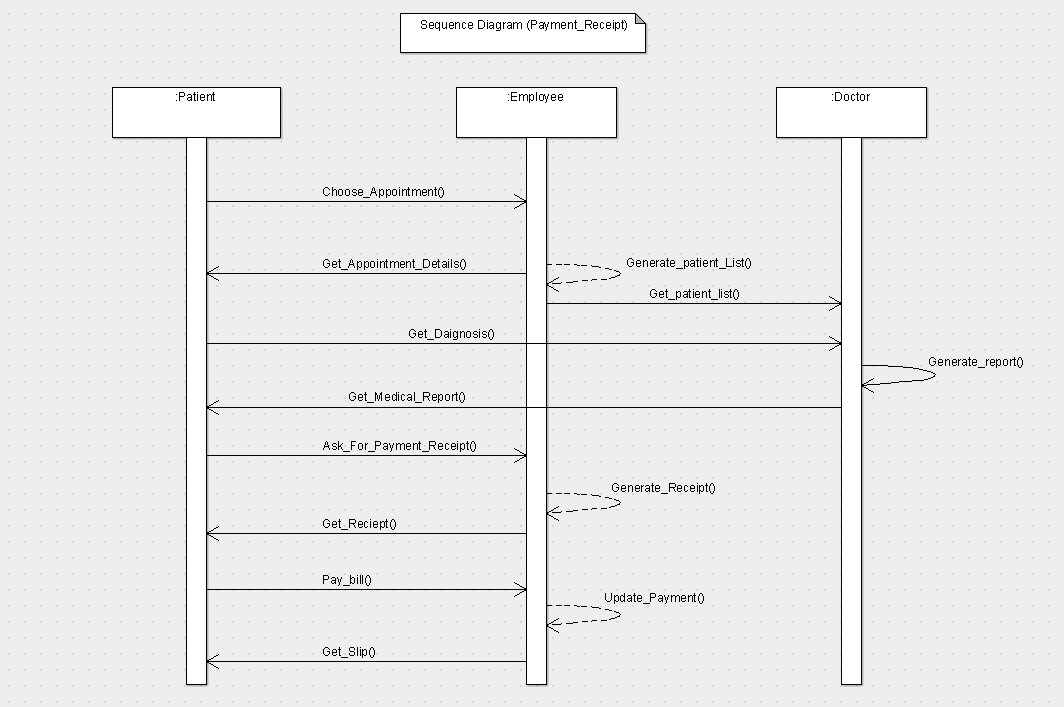 Sequence Diagram (Payment_Receipt)
:Patient
:Employee
:Doctor
Choose_Appointment()
Get_Appointment_Details()
Generate_patient_List()
Get_patient_list()
Get_Daignosis()
Generate_report()
Get_Medical_Report()
Ask_For_Payment_Receipt()
Generate_Receipt()
Get_Reciept()
Pay_bill()
Update_Payment()
Get_Slip()